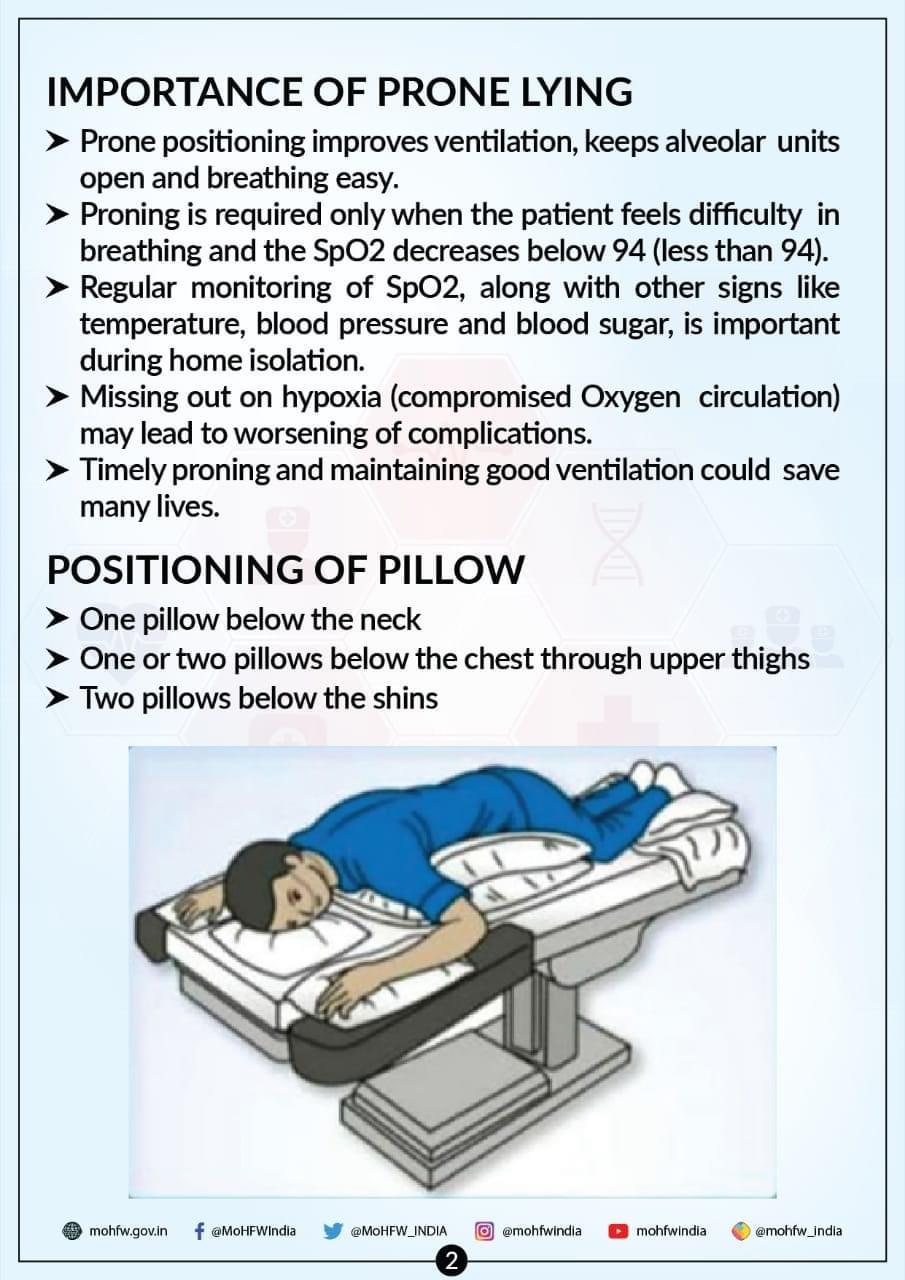 IMPORTANCE OF PRONE LYING
➤ Prone positioning improves ventilation, keeps alveolar units
open and breathing easy.
➤ Proning is required only when the patient feels difficulty in
breathing and the SpO2 decreases below 94 (less than 94).
➤ Regular monitoring of SpO2, along with other signs like
temperature, blood pressure and blood sugar, is important
during home isolation.
➤ Missing out on hypoxia (compromised Oxygen circulation)
may lead to worsening of complications.
➤ Timely proning and maintaining good ventilation could save
many lives.
POSITIONING OF PILLOW
➤ One pillow below the neck
➤ One or two pillows below the chest through upper thighs
➤ Two pillows below the shins
mohfw.gov.in @MoHFWIndia @MoHFW_INDIA @mohfwindia mohfwindia @mohfw_india
2